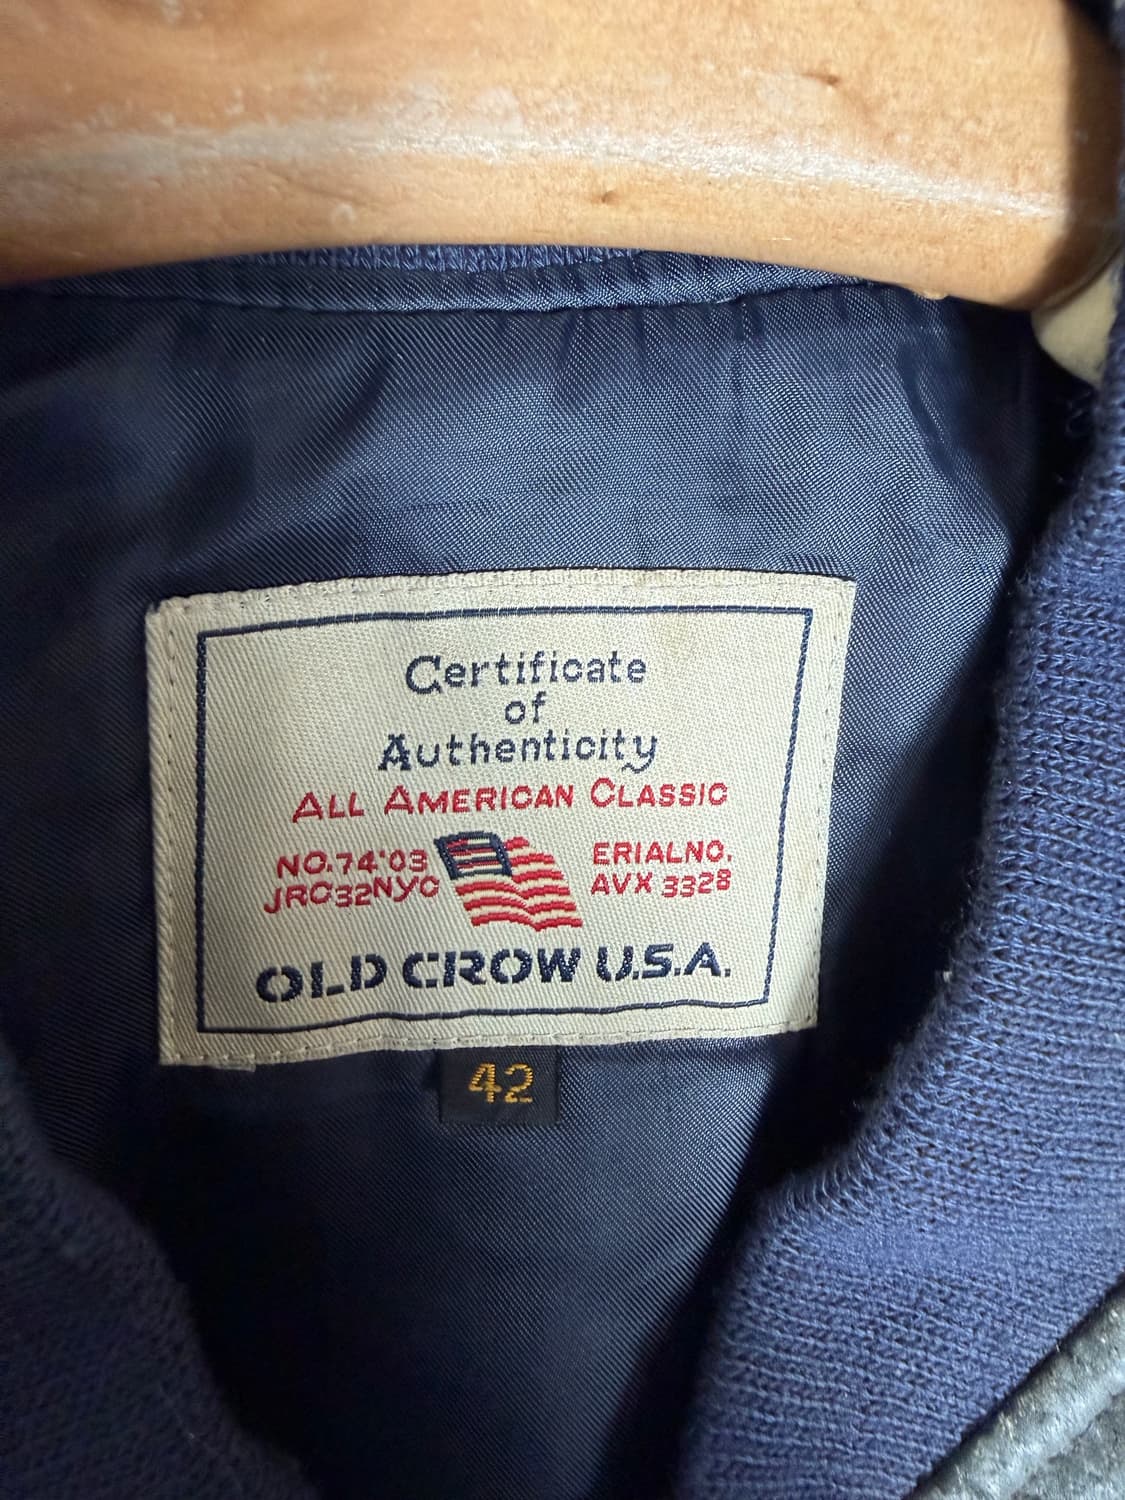 Certificate
of
Authenticity
ALL AMERICAN CLASSIC
NO.74'03
JRC32NYC
ERIALNO.
AVX 3328
OLD CROW U.S.A.
42